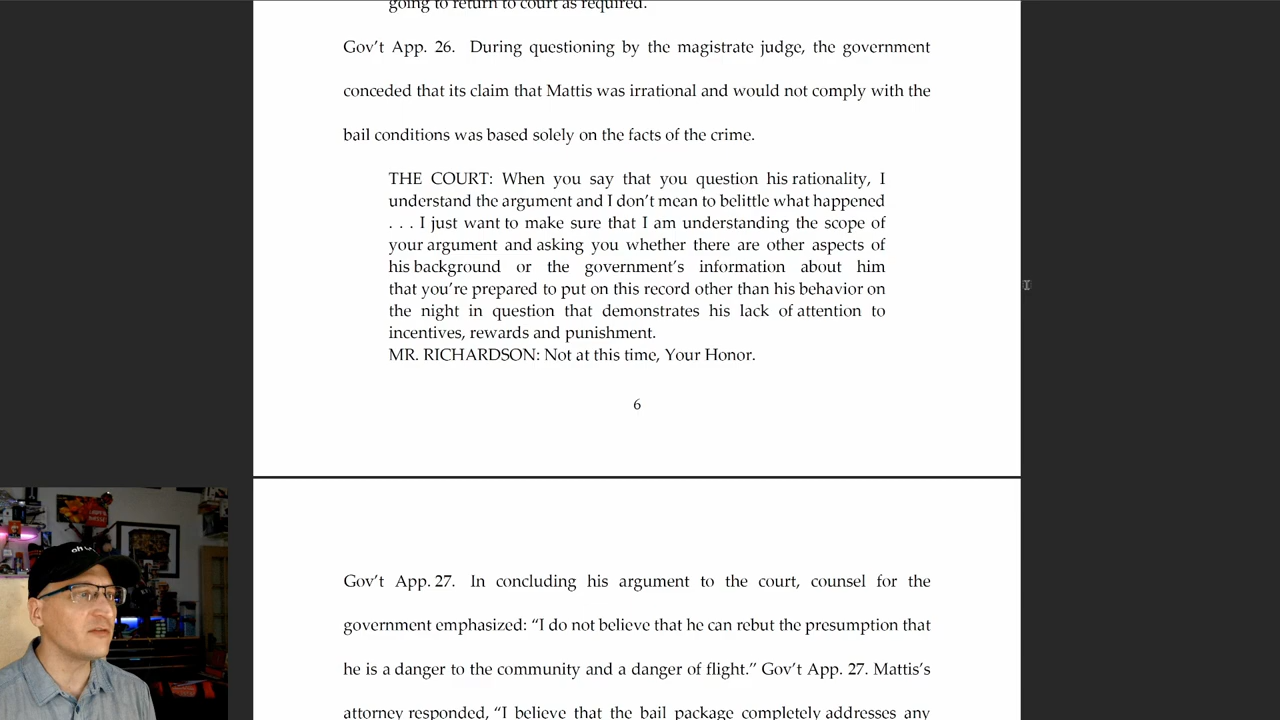 going to return to court as required.
Gov’t App. 26. During questioning by the magistrate judge, the government
conceded that its claim that Mattis was irrational and would not comply with the
bail conditions was based solely on the facts of the crime.
THE COURT: When you say that you question his rationality, I
understand the argument and I don’t mean to belittle what happened
. . . I just want to make sure that I am understanding the scope of
your argument and asking you whether there are other aspects of
his background or the government’s information about him
that you’re prepared to put on this record other than his behavior on
the night in question that demonstrates his lack of attention to
incentives, rewards and punishment.
MR. RICHARDSON: Not at this time, Your Honor.
6
Gov’t App. 27. In concluding his argument to the court, counsel for the
government emphasized: “I do not believe that he can rebut the presumption that
he is a danger to the community and a danger of flight.” Gov’t App. 27. Mattis’s
attorney responded, “I believe that the bail package completely addresses any